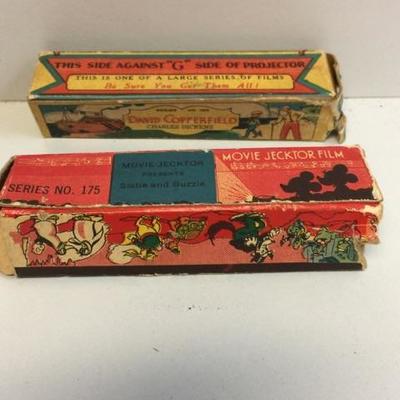 THIS SIDE AGAINST "G" SIDE OF PROJECTOR
THIS IS ONE OF A LARGE SERIES OF FILMS
Be Sure You Get Them All!
DAVID COPPERFIELD
CHARLES DICKENS
MOVIE JECKTOR FILM
MOVIE-JECKTOR
PRESENTS
SERIES NO. 175
and Buzzie